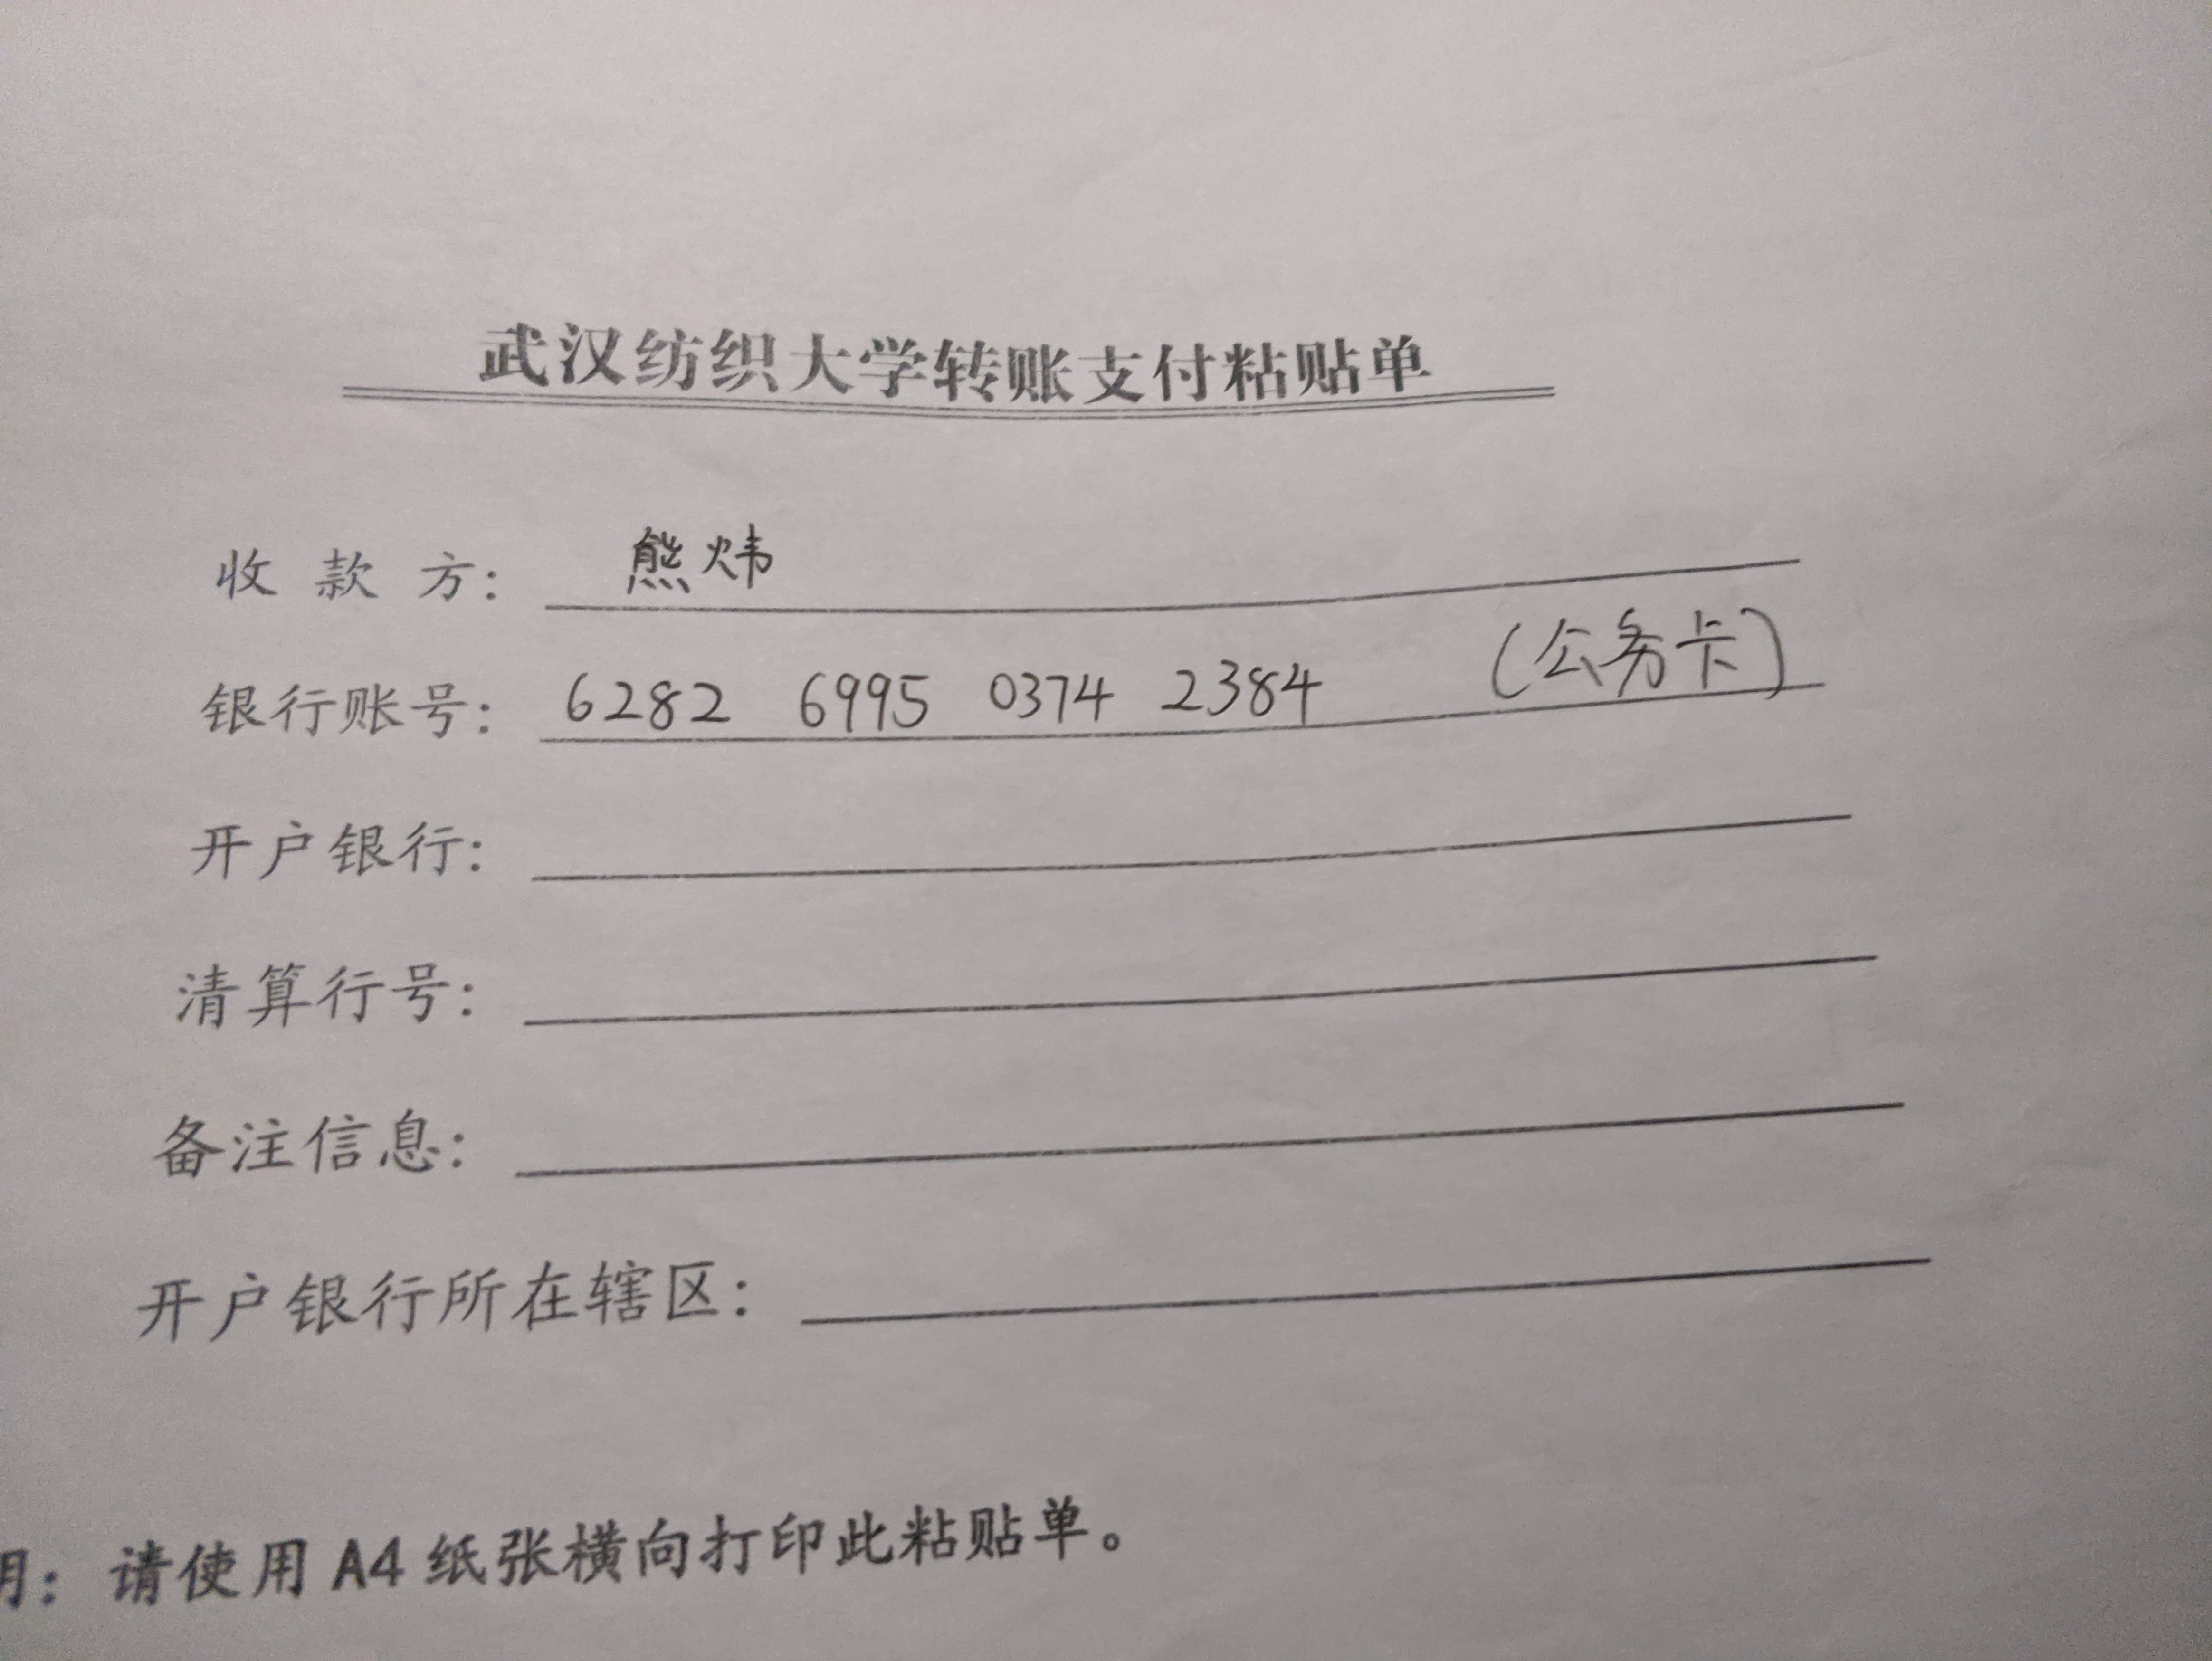 武汉纺织大学转账支付粘贴单
收 款 方: 熊炜
银行账号: 6282 6995 0374 2384 (公务卡)
开户银行:
清算行号:
备注信息:
开户银行所在辖区:
明: 请使用 A4 纸张横向打印此粘贴单。